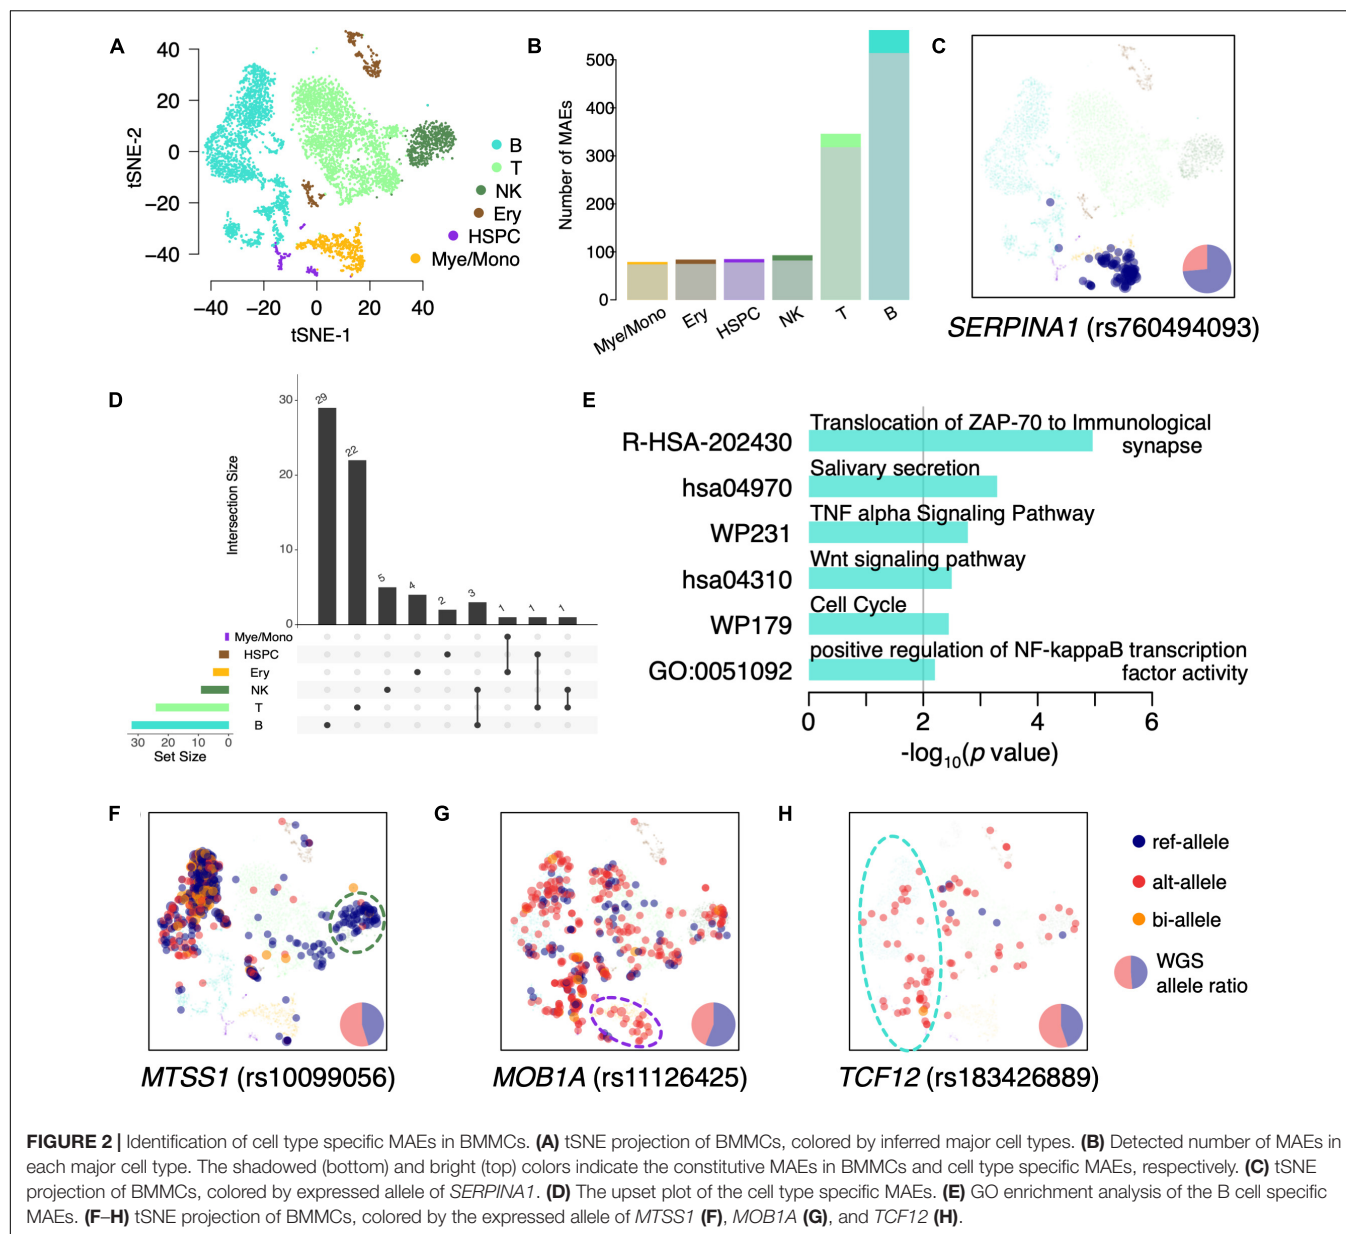 A
40
20
0
−20
−40
tSNE-2
−40
−20
0
20
40
tSNE-1
B
T
NK
Ery
HSPC
Mye/Mono
B
Number of MAEs
500
400
300
200
100
0
Mye/Mono
Ery
HSPC
NK
T
B
C
SERPINA1 (rs760494093)
D
Intersection Size
30
20
10
0
29
22
5
4
2
3
1
1
1
Mye/Mono
HSPC
Ery
NK
T
B
30 20 10 0
Set Size
E
R-HSA-202430
Translocation of ZAP-70 to Immunological
synapse
hsa04970
Salivary secretion
WP231
TNF alpha Signaling Pathway
hsa04310
Wnt signaling pathway
WP179
Cell Cycle
GO:0051092
positive regulation of NF-kappaB transcription
factor activity
0 2 4 6
-log10(p value)
F
MTSS1 (rs10099056)
G
MOB1A (rs11126425)
H
TCF12 (rs183426889)
ref-allele
alt-allele
bi-allele
WGS
allele ratio
FIGURE 2 | Identification of cell type specific MAEs in BMMCs. (A) tSNE projection of BMMCs, colored by inferred major cell types. (B) Detected number of MAEs in
each major cell type. The shadowed (bottom) and bright (top) colors indicate the constitutive MAEs in BMMCs and cell type specific MAEs, respectively. (C) tSNE
projection of BMMCs, colored by expressed allele of SERPINA1. (D) The upset plot of the cell type specific MAEs. (E) GO enrichment analysis of the B cell specific
MAEs. (F–H) tSNE projection of BMMCs, colored by the expressed allele of MTSS1 (F), MOB1A (G), and TCF12 (H).